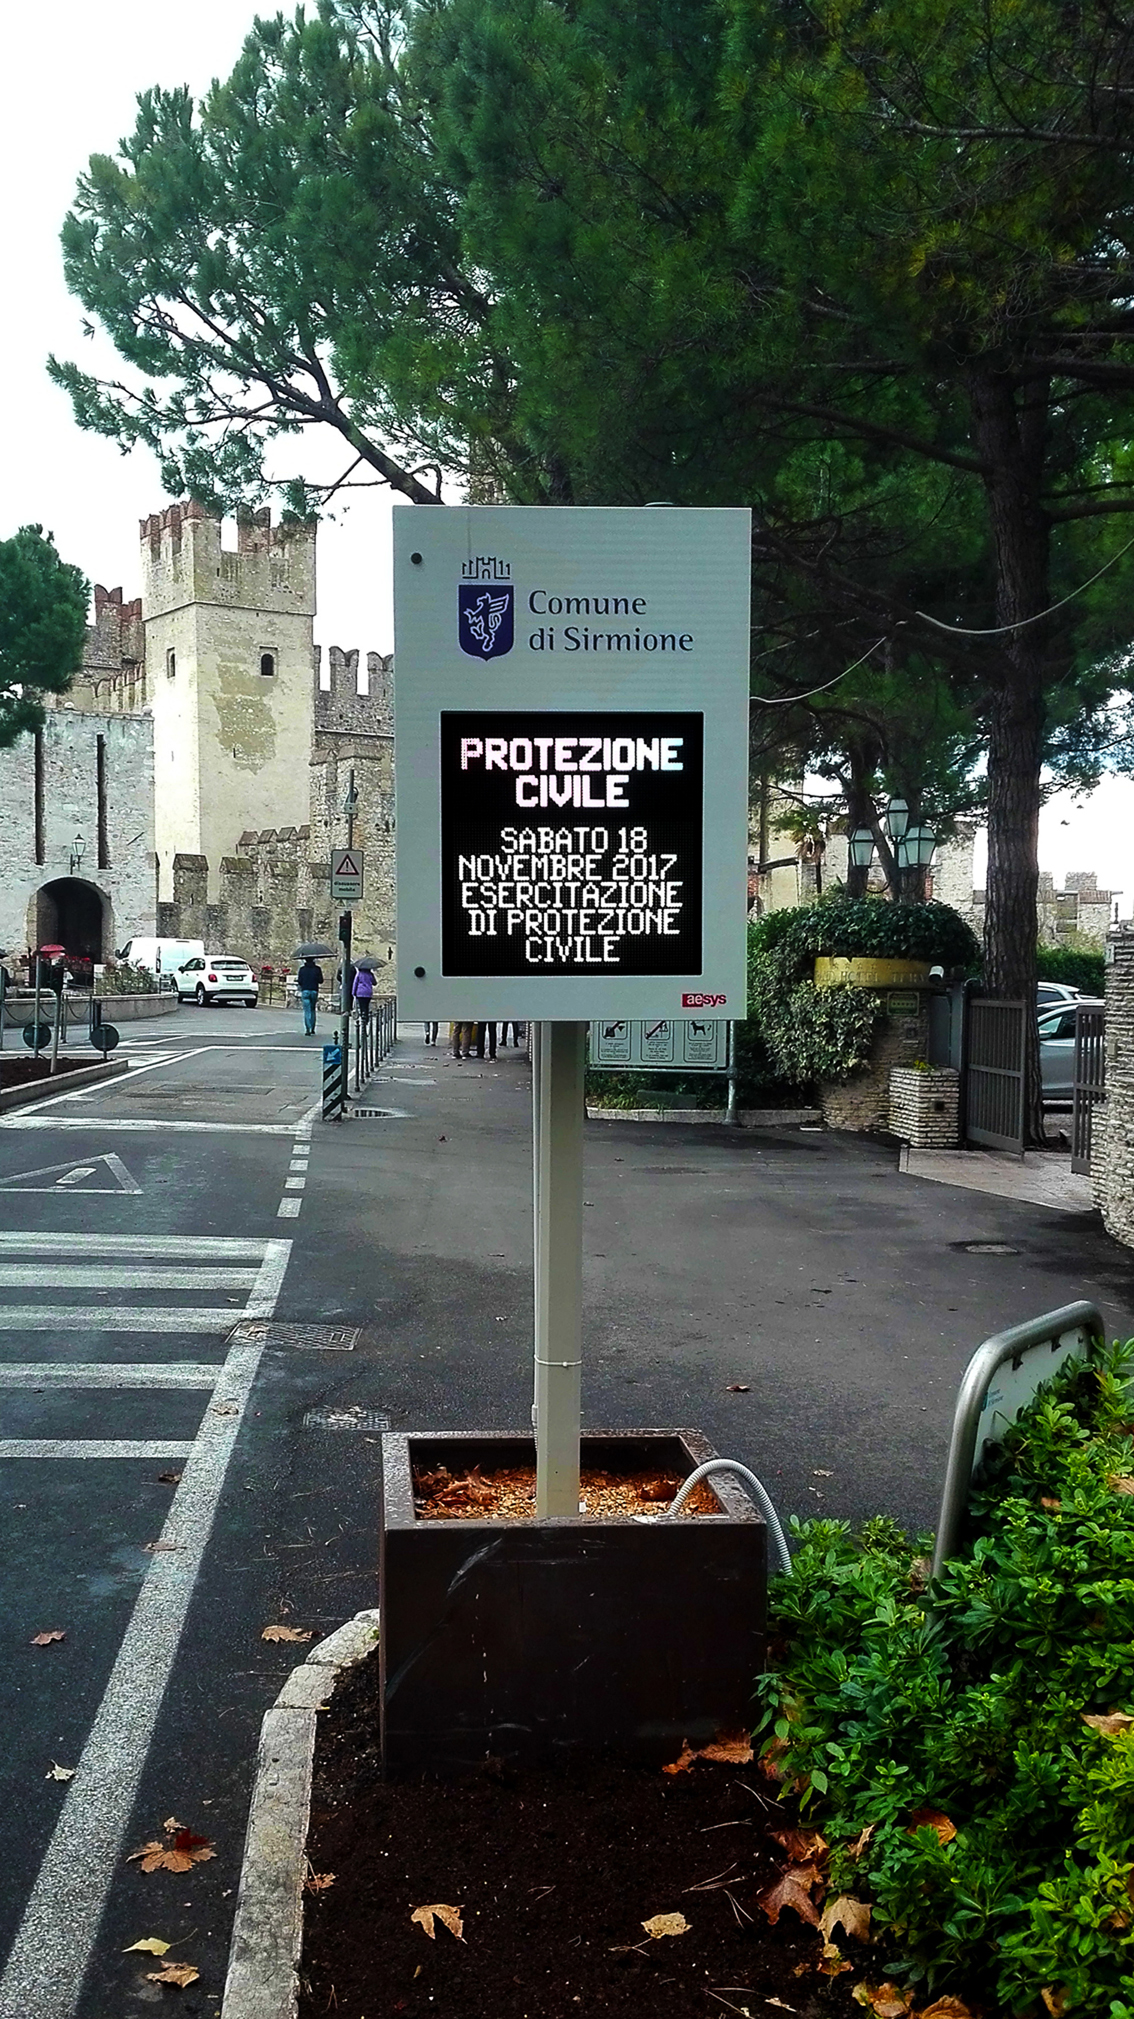 Comune
di Sirmione
PROTEZIONE
CIVILE
SABATO 18
NOVEMBRE 2017
ESERCITAZIONE
DI PROTEZIONE
CIVILE
aesys